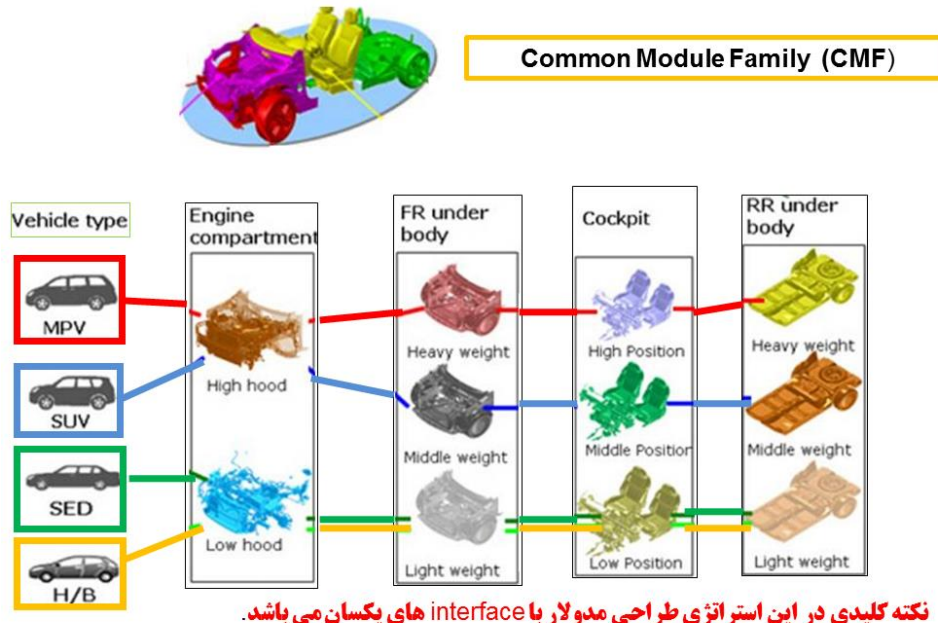 Common Module Family (CMF)
Vehicle type
Engine
compartment
FR under
body
Cockpit
RR under
body
MPV
SUV
SED
H/B
High hood
Low hood
Heavy weight
Middle weight
Light weight
High Position
Middle Position
Low Position
Heavy weight
Middle weight
Light weight
نکته کلیدی در این استراتژی طراحی مدولار با interface های یکسان می باشد.